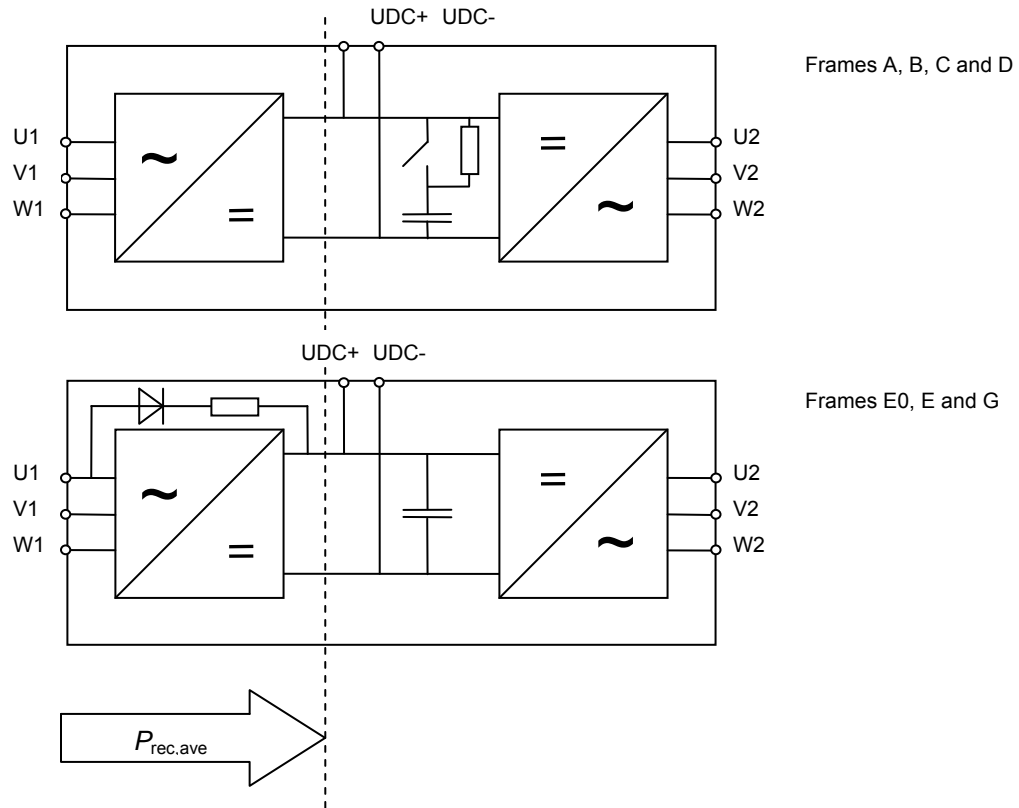 UDC+ UDC-
Frames A, B, C and D
U1
V1
W1
~
=
=
~
U2
V2
W2
UDC+ UDC-
Frames E0, E and G
U1
V1
W1
~
=
=
~
U2
V2
W2
Prec.ave